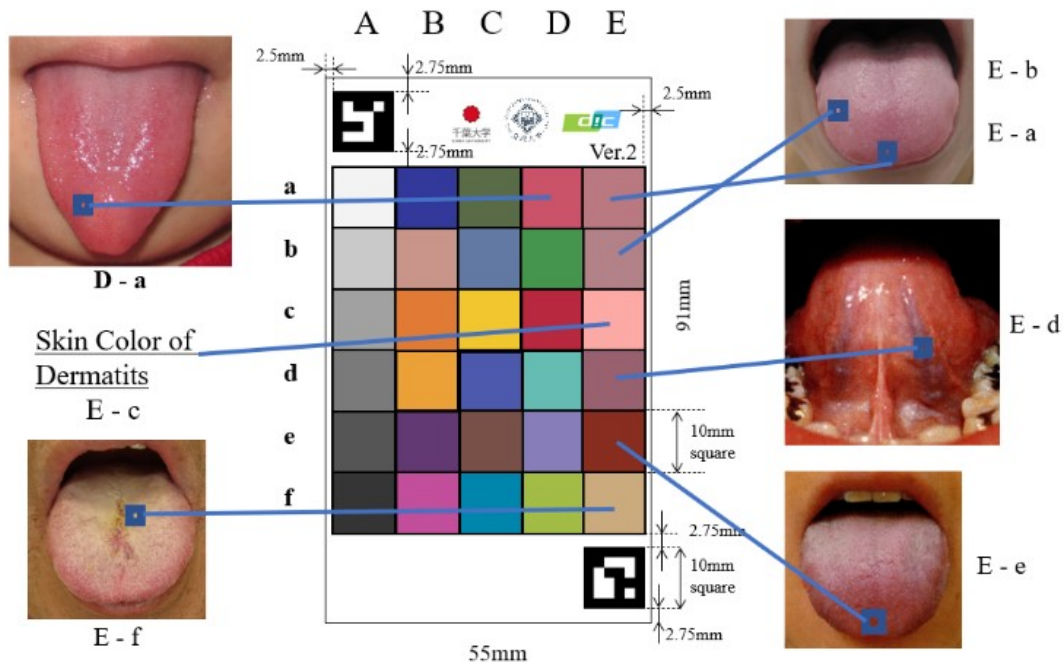 A B C D E
2.5mm
2.75mm
2.5mm
千葉大学
dic
2.75mm
Ver.2
a
b
c
d
e
f
D - a
Skin Color of
Dermatits
E - c
E - f
E - b
E - a
E - d
E - e
91mm
10mm
square
2.75mm
10mm
square
2.75mm
55mm